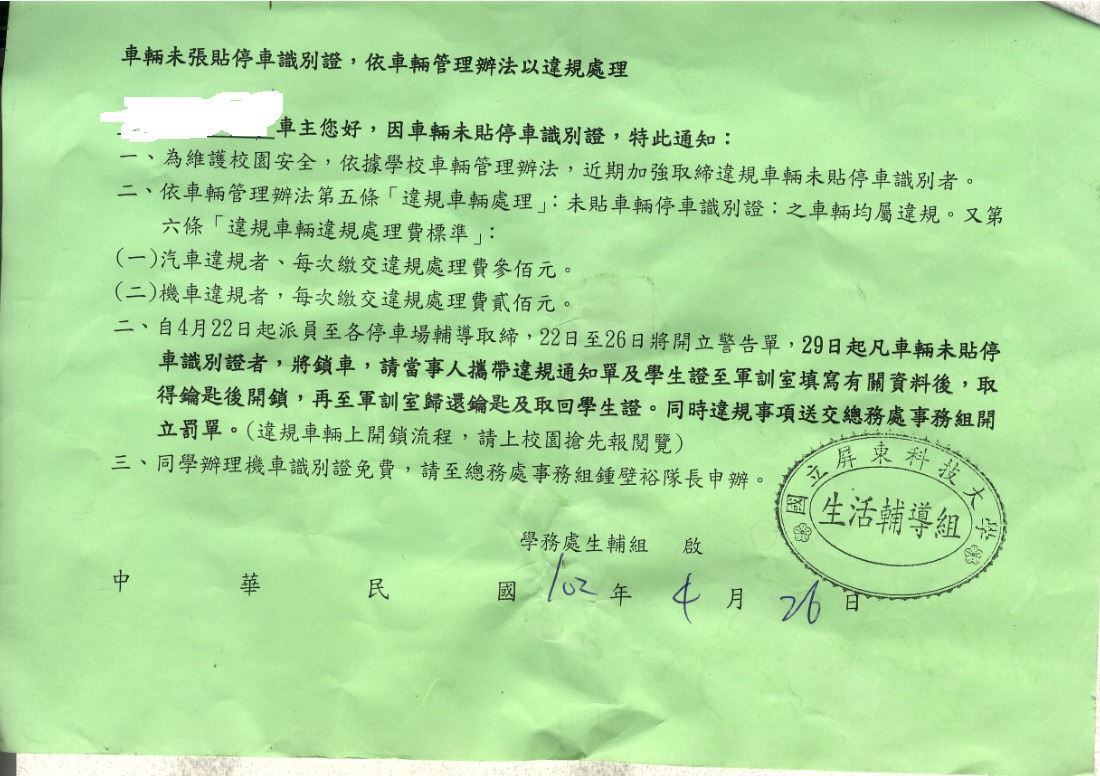 車輛未張貼停車識別證，依車輛管理辦法以違規處理
車主您好，因車輛未貼停車識別證，特此通知：
一、為維護校園安全，依據學校車輛管理辦法，近期加強取締違規車輛未貼停車識別者。
二、依車輛管理辦法第五條「違規車輛處理」：未貼車輛停車識別證：之車輛均屬違規。又第
六條「違規車輛違規處理費標準」：
(一)汽車違規者、每次繳交違規處理費參佰元。
(二)機車違規者，每次繳交違規處理費貳佰元。
二、自4月22日起派員至各停車場輔導取締，22日至26日將開立警告單，29日起凡車輛未貼停
車識別證者，將鎖車，請當事人攜帶違規通知單及學生證至軍訓室填寫有關資料後，取
得鑰匙後開鎖，再至軍訓室歸還鑰匙及取回學生證。同時違規事項送交總務處事務組開
立罰單。(違規車輛上開鎖流程，請上校園搶先報閱覽)
三、同學辦理機車識別證免費，請至總務處事務組鍾壁裕隊長申辦。
國立屏東科技大學
生活輔導組
學務處生輔組 啟
中 華 民 國 102 年 4 月 26 日